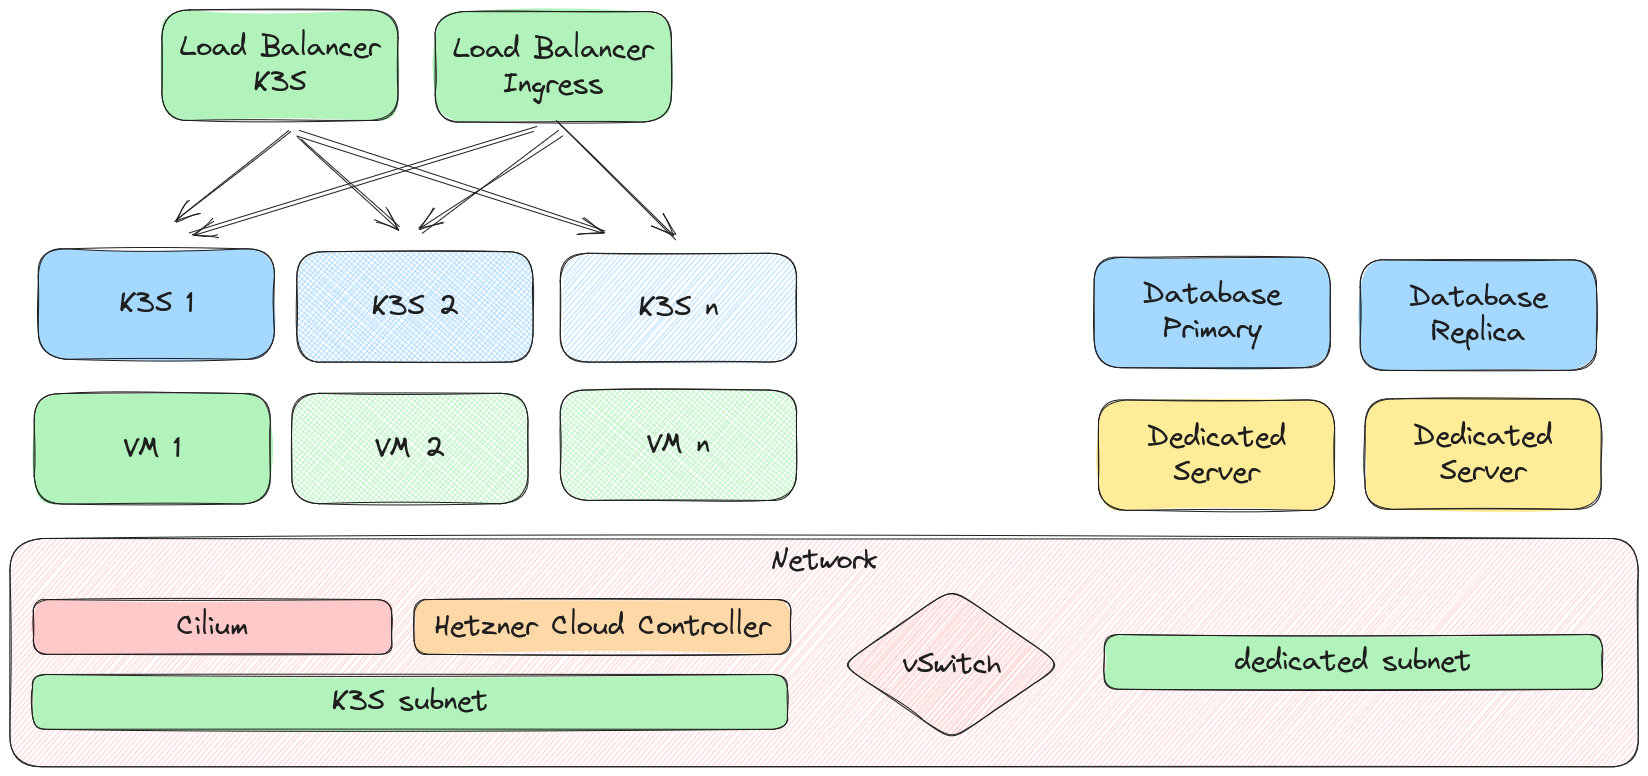 Load Balancer
K3S
Load Balancer
Ingress
K3S 1
K3S 2
K3S n
Database
Primary
Database
Replica
VM 1
VM 2
VM n
Dedicated
Server
Dedicated
Server
Network
Cilium
Hetzner Cloud Controller
vSwitch
dedicated subnet
K3S subnet